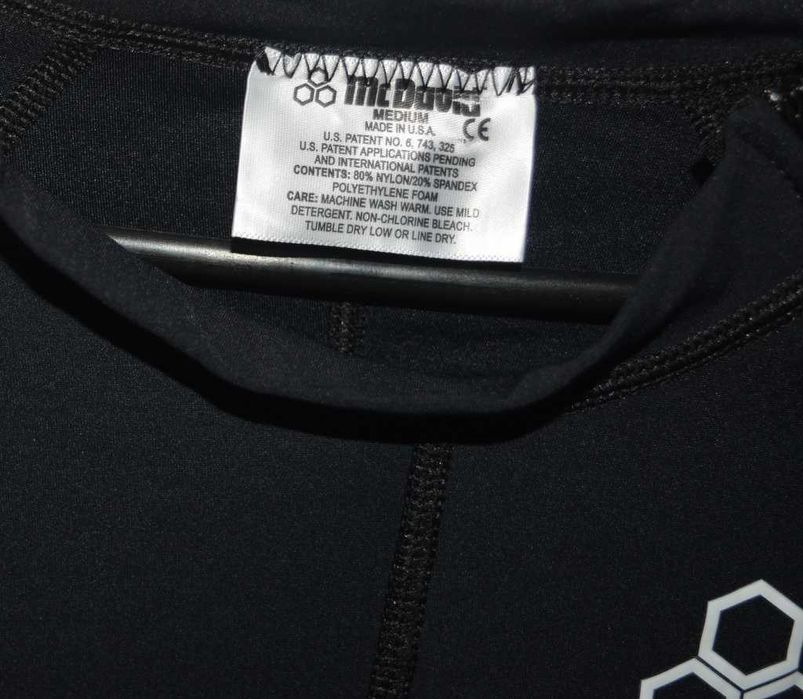 McDavid
MEDIUM
MADE IN U.S.A. CE
U.S. PATENT NO. 6, 743, 325
U.S. PATENT APPLICATIONS PENDING
AND INTERNATIONAL PATENTS
CONTENTS: 80% NYLON/20% SPANDEX
POLYETHYLENE FOAM
CARE: MACHINE WASH WARM. USE MILD
DETERGENT. NON-CHLORINE BLEACH.
TUMBLE DRY LOW OR LINE DRY.